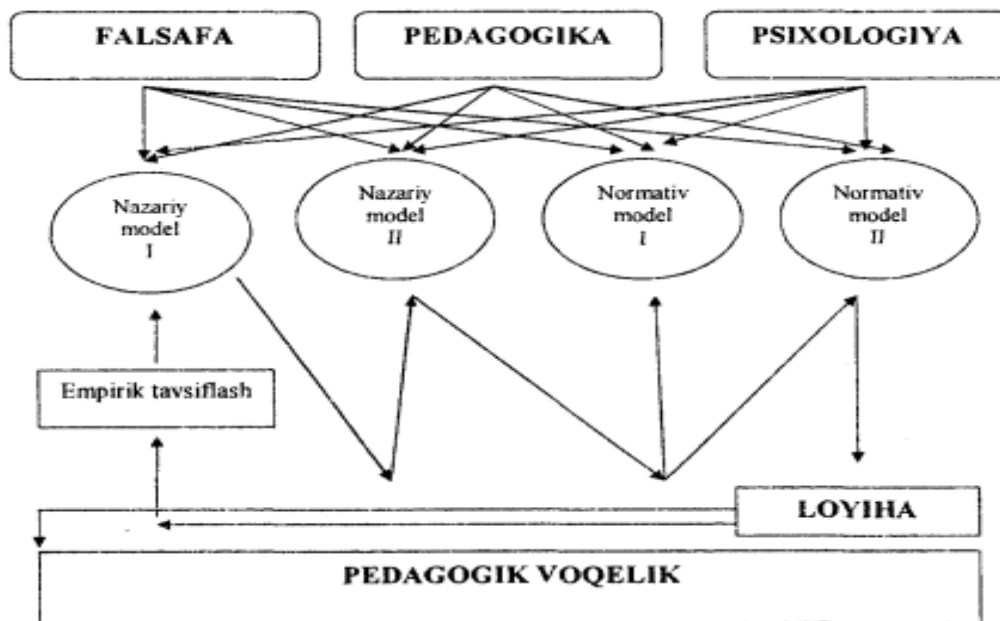 FALSAFA
PEDAGOGIKA
PSIXOLOGIYA
Nazariy
model
I
Nazariy
model
II
Normativ
model
I
Normativ
model
II
Empirik tavsiflash
LOYIHA
PEDAGOGIK VOQELIK